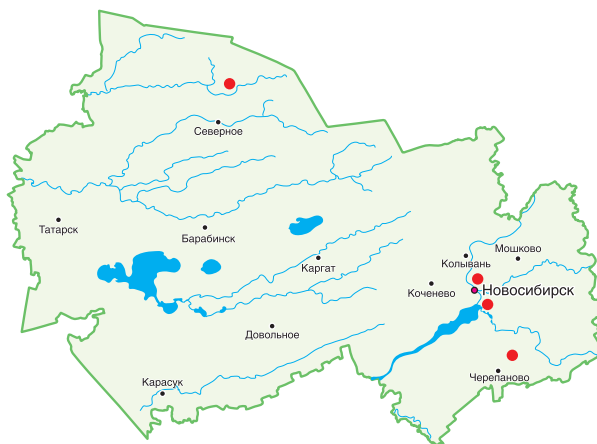 Северное
Татарск
Барабинск
Мошково
Колывань
Каргат
Коченево
Новосибирск
Довольное
Черепаново
Карасук